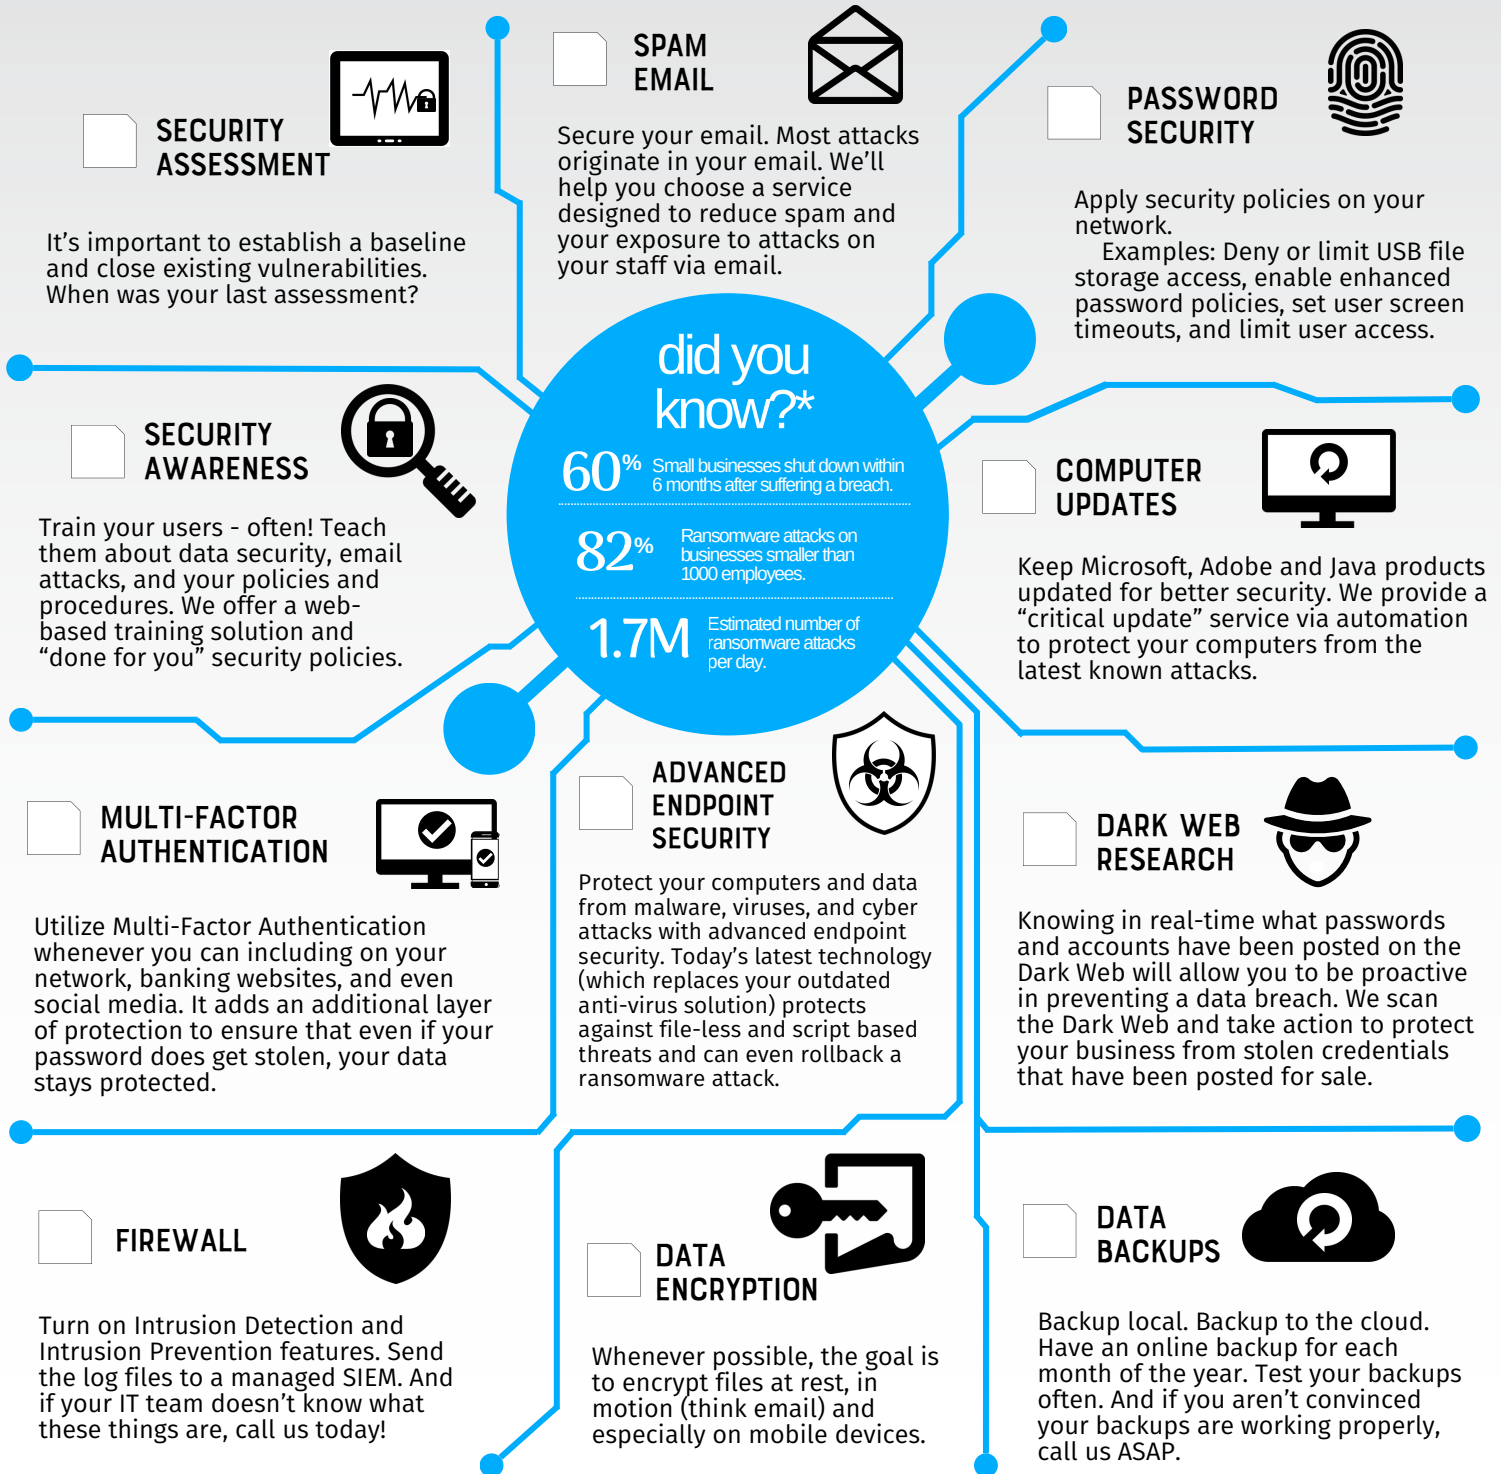 SECURITY
ASSESSMENT
It's important to establish a baseline
and close existing vulnerabilities.
When was your last assessment?
SPAM
EMAIL
Secure your email. Most attacks
originate in your email. We'll
help you choose a service
designed to reduce spam and
your exposure to attacks on
your staff via email.
PASSWORD
SECURITY
Apply security policies on your
network.
Examples: Deny or limit USB file
storage access, enable enhanced
password policies, set user screen
timeouts, and limit user access.
did you
know?*
60% Small businesses shut down within
6 months after suffering a breach.
82% Ransomware attacks on
businesses smaller than
1000 employees.
1.7M Estimated number of
ransomware attacks
per day.
SECURITY
AWARENESS
Train your users - often! Teach
them about data security, email
attacks, and your policies and
procedures. We offer a web-
based training solution and
“done for you” security policies.
COMPUTER
UPDATES
Keep Microsoft, Adobe and Java products
updated for better security. We provide a
“critical update” service via automation
to protect your computers from the
latest known attacks.
MULTI-FACTOR
AUTHENTICATION
Utilize Multi-Factor Authentication
whenever you can including on your
network, banking websites, and even
social media. It adds an additional layer
of protection to ensure that even if your
password does get stolen, your data
stays protected.
ADVANCED
ENDPOINT
SECURITY
Protect your computers and data
from malware, viruses, and cyber
attacks with advanced endpoint
security. Today's latest technology
(which replaces your outdated
anti-virus solution) protects
against file-less and script based
threats and can even rollback a
ransomware attack.
DARK WEB
RESEARCH
Knowing in real-time what passwords
and accounts have been posted on the
Dark Web will allow you to be proactive
in preventing a data breach. We scan
the Dark Web and take action to protect
your business from stolen credentials
that have been posted for sale.
FIREWALL
Turn on Intrusion Detection and
Intrusion Prevention features. Send
the log files to a managed SIEM. And
if your IT team doesn't know what
these things are, call us today!
DATA
ENCRYPTION
Whenever possible, the goal is
to encrypt files at rest, in
motion (think email) and
especially on mobile devices.
DATA
BACKUPS
Backup local. Backup to the cloud.
Have an online backup for each
month of the year. Test your backups
often. And if you aren't convinced
your backups are working properly,
call us ASAP.